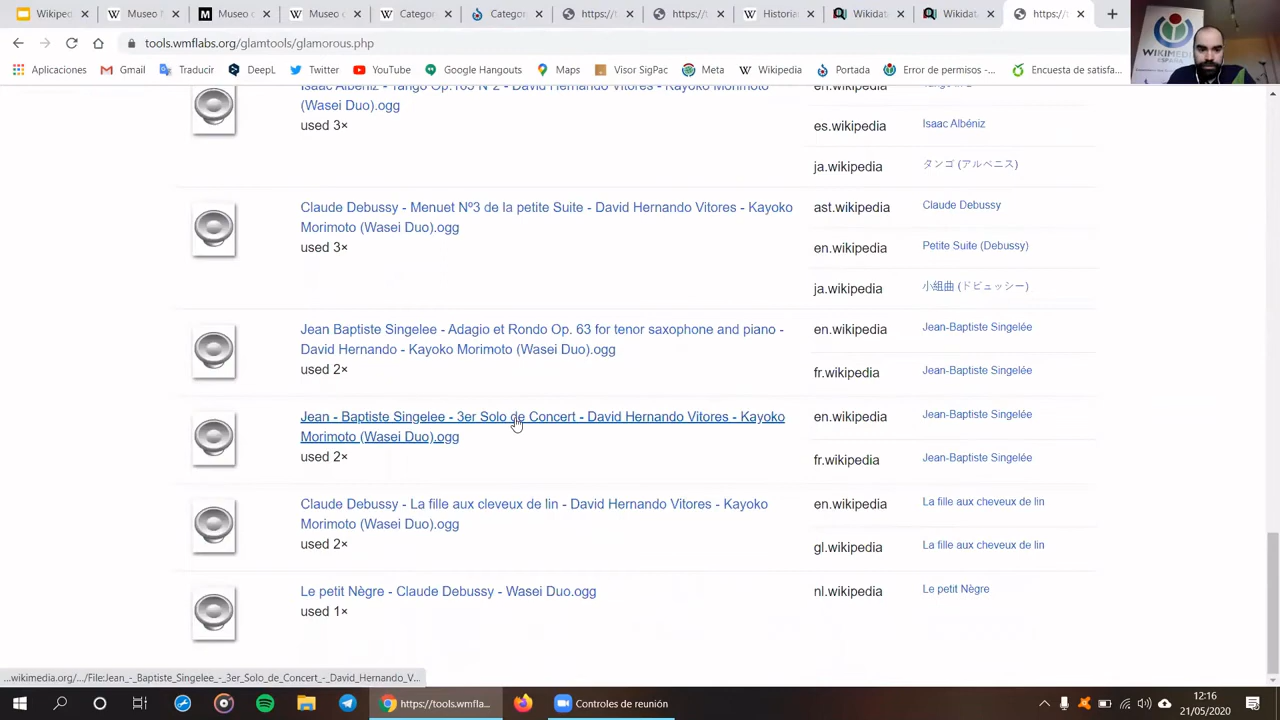 Wikip
Wikim
Museo d
Museo c
Museo c
Categor
Categor
https://t
https://t
Historia
Wikidat
Wikidat
https://t
tools.wmflabs.org/glamtools/glamorous.php
WIKIMEDIA
ESPAÑA
Aplicaciones
Gmail
Traducir
DeepL
Twitter
YouTube
Google Hangouts
Maps
Visor SigPac
Meta
Wikipedia
Portada
Error de permisos -...
Encuesta de satisfa...
Isaac Albéniz - Tango Op.165 Nº2 - David Hernando Vitores - Kayoko Morimoto
(Wasei Duo).ogg
used 3×
en.wikipedia
es.wikipedia
Isaac Albéniz
ja.wikipedia
タンゴ (アルベニス)
Claude Debussy - Menuet Nº3 de la petite Suite - David Hernando Vitores - Kayoko
Morimoto (Wasei Duo).ogg
used 3×
ast.wikipedia
Claude Debussy
en.wikipedia
Petite Suite (Debussy)
ja.wikipedia
小組曲 (ドビュッシー)
Jean Baptiste Singelee - Adagio et Rondo Op. 63 for tenor saxophone and piano -
David Hernando - Kayoko Morimoto (Wasei Duo).ogg
used 2×
en.wikipedia
Jean-Baptiste Singelée
fr.wikipedia
Jean-Baptiste Singelée
Jean - Baptiste Singelee - 3er Solo de Concert - David Hernando Vitores - Kayoko
Morimoto (Wasei Duo).ogg
used 2×
en.wikipedia
Jean-Baptiste Singelée
fr.wikipedia
Jean-Baptiste Singelée
Claude Debussy - La fille aux cleveux de lin - David Hernando Vitores - Kayoko
Morimoto (Wasei Duo).ogg
used 2×
en.wikipedia
La fille aux cheveux de lin
gl.wikipedia
La fille aux cheveux de lin
Le petit Nègre - Claude Debussy - Wasei Duo.ogg
used 1×
nl.wikipedia
Le petit Nègre
...wikimedia.org/.../File:Jean_-_Baptiste_Singelee_-_3er_Solo_de_Concert_-_David_Hernando_V...
https://tools.wmfla...
Controles de reunión
12:16
21/05/2020